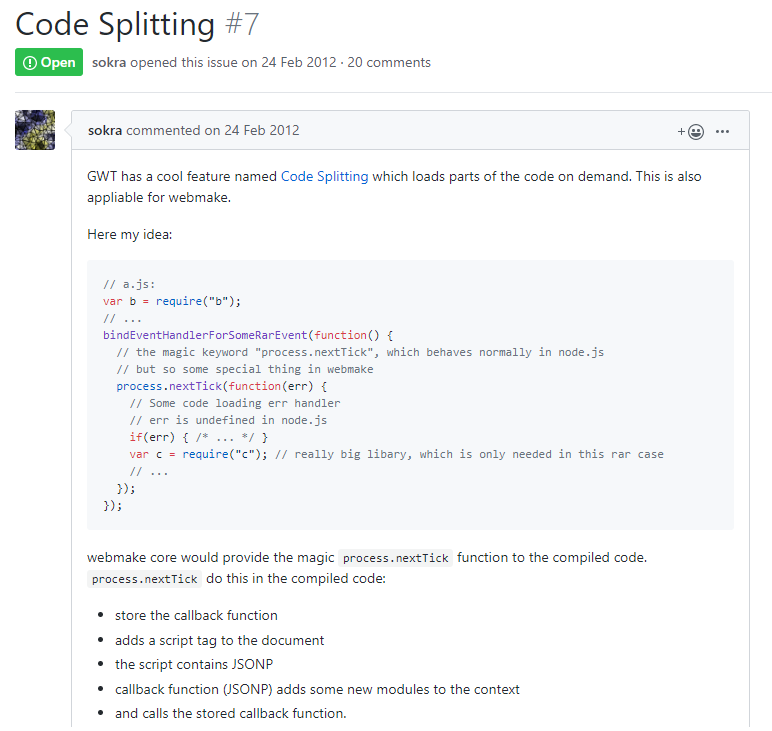 Code Splitting #7
Open sokra opened this issue on 24 Feb 2012 · 20 comments
sokra commented on 24 Feb 2012
GWT has a cool feature named Code Splitting which loads parts of the code on demand. This is also
appliable for webmake.
Here my idea:
// a.js:
var b = require("b");
// ...
bindEventHandlerForSomeRarEvent(function() {
  // the magic keyword "process.nextTick", which behaves normally in node.js
  // but so some special thing in webmake
  process.nextTick(function(err) {
    // Some code loading err handler
    // err is undefined in node.js
    if(err) { /* ... */ }
    var c = require("c"); // really big libary, which is only needed in this rar case
    // ...
  });
});
webmake core would provide the magic process.nextTick function to the compiled code.
process.nextTick do this in the compiled code:
• store the callback function
• adds a script tag to the document
• the script contains JSONP
• callback function (JSONP) adds some new modules to the context
• and calls the stored callback function.